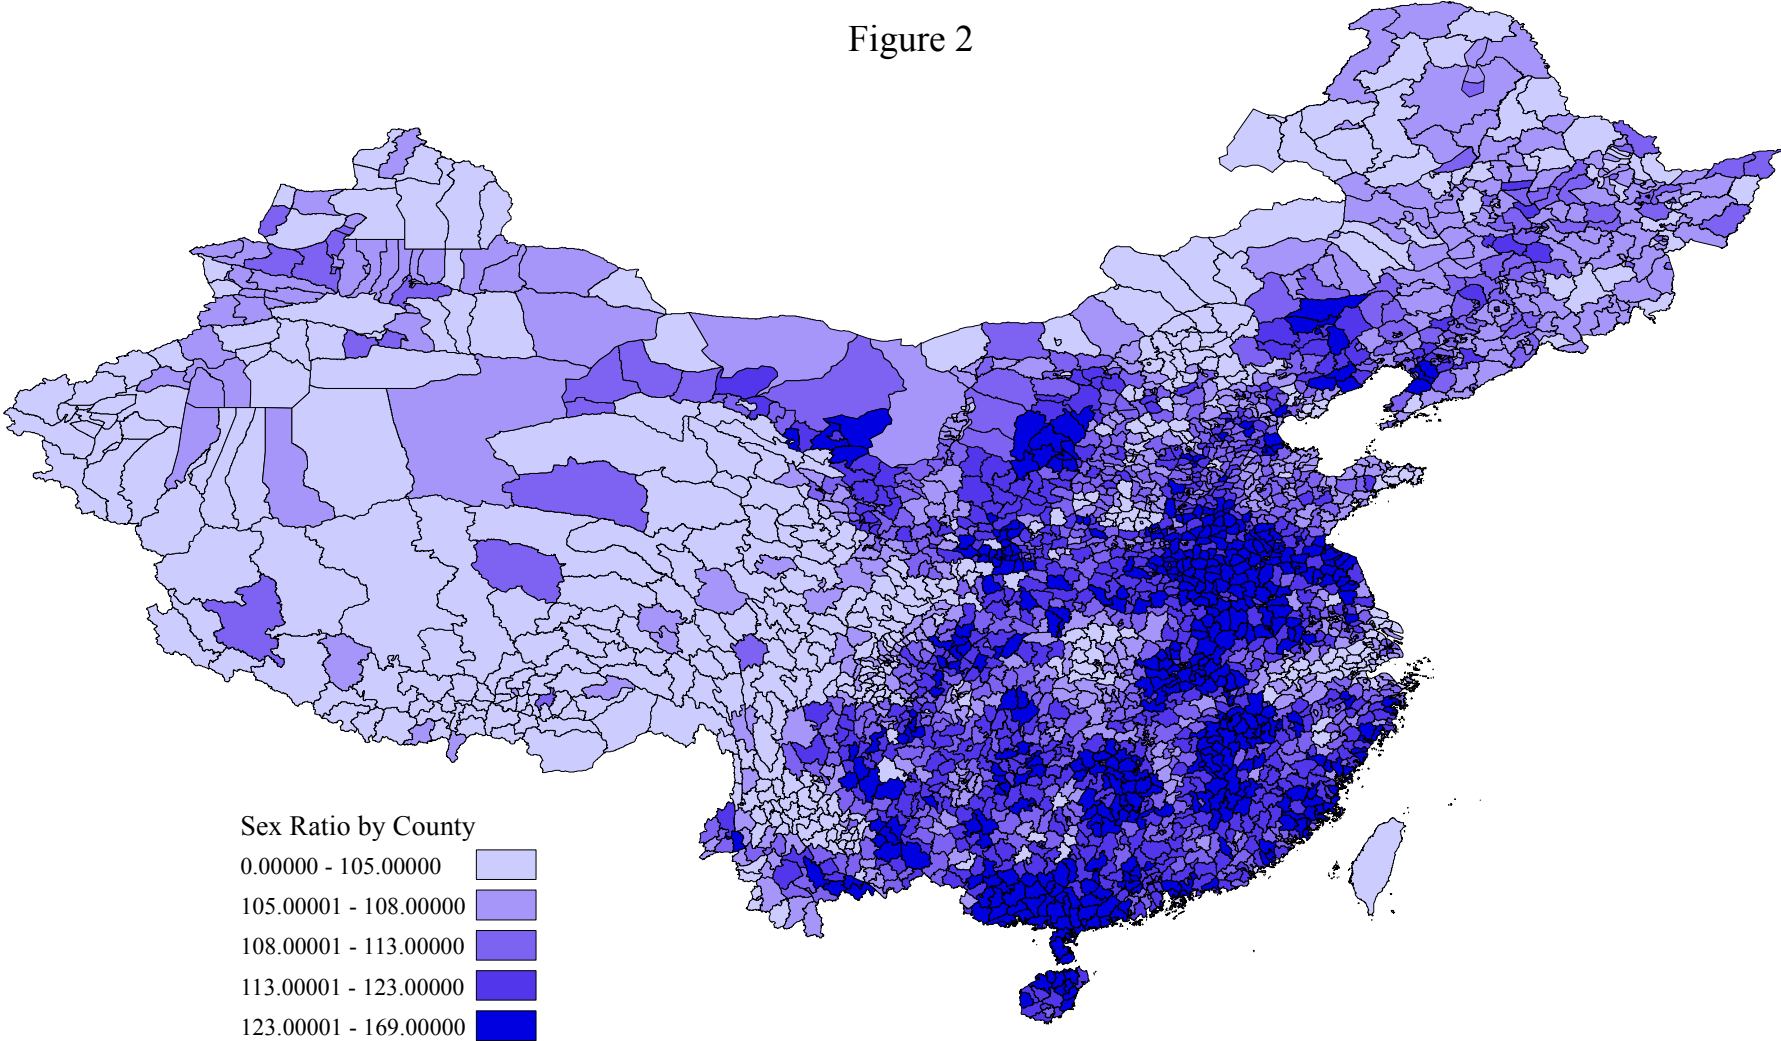 Figure 2
Sex Ratio by County
0.00000 - 105.00000
105.00001 - 108.00000
108.00001 - 113.00000
113.00001 - 123.00000
123.00001 - 169.00000